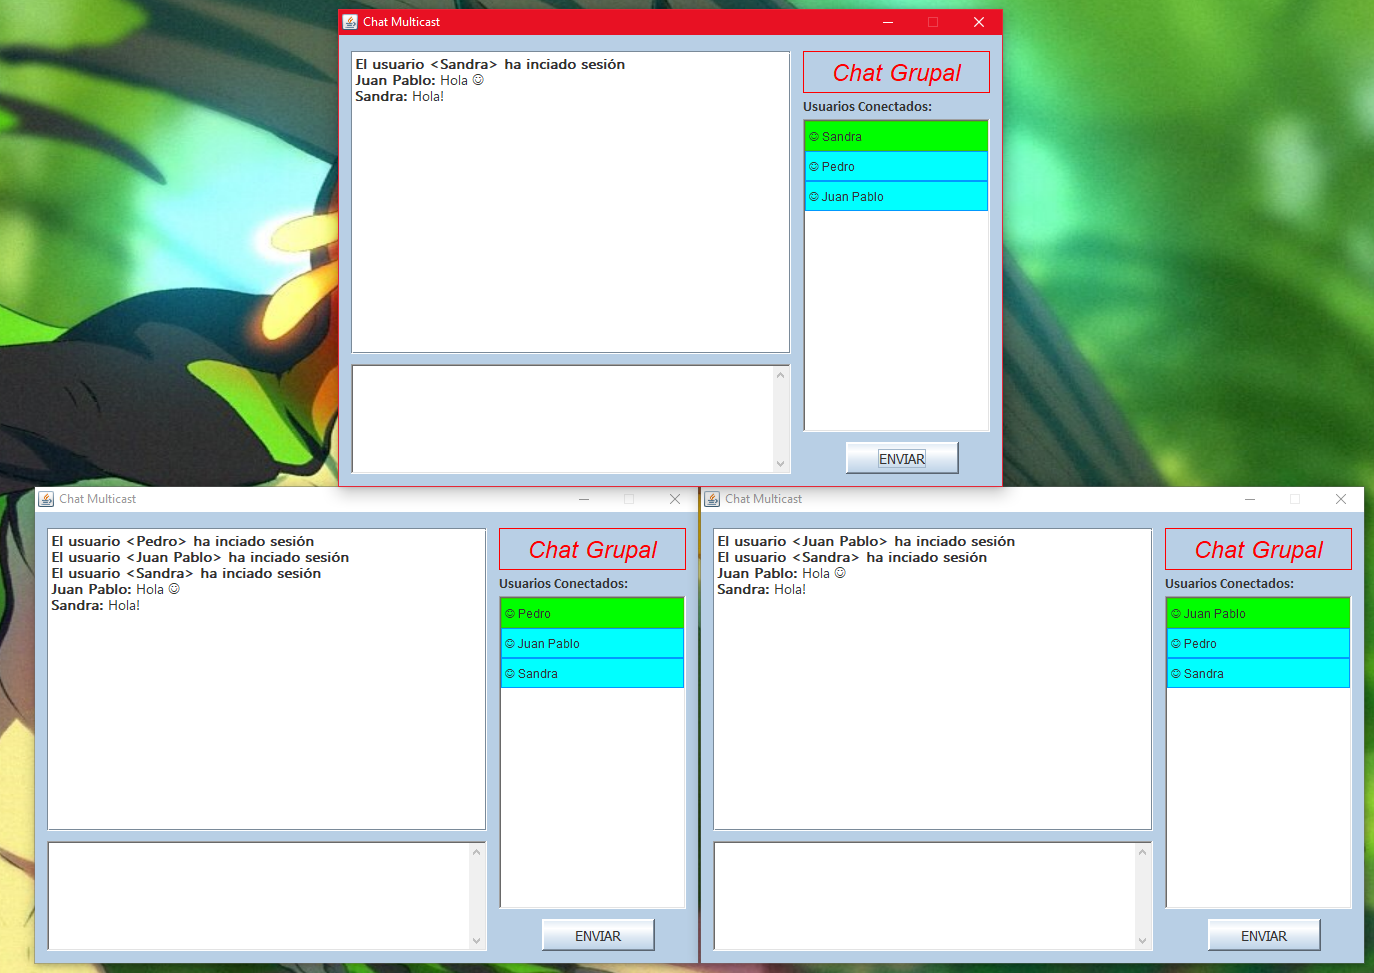 Chat Multicast
El usuario <Sandra> ha inciado sesión
Juan Pablo: Hola ☺
Sandra: Hola!
Chat Grupal
Usuarios Conectados:
☺ Sandra
☺ Pedro
☺ Juan Pablo
ENVIAR
Chat Multicast
El usuario <Pedro> ha inciado sesión
El usuario <Juan Pablo> ha inciado sesión
El usuario <Sandra> ha inciado sesión
Juan Pablo: Hola ☺
Sandra: Hola!
Chat Grupal
Usuarios Conectados:
☺ Pedro
☺ Juan Pablo
☺ Sandra
ENVIAR
Chat Multicast
El usuario <Juan Pablo> ha inciado sesión
El usuario <Sandra> ha inciado sesión
Juan Pablo: Hola ☺
Sandra: Hola!
Chat Grupal
Usuarios Conectados:
☺ Juan Pablo
☺ Pedro
☺ Sandra
ENVIAR